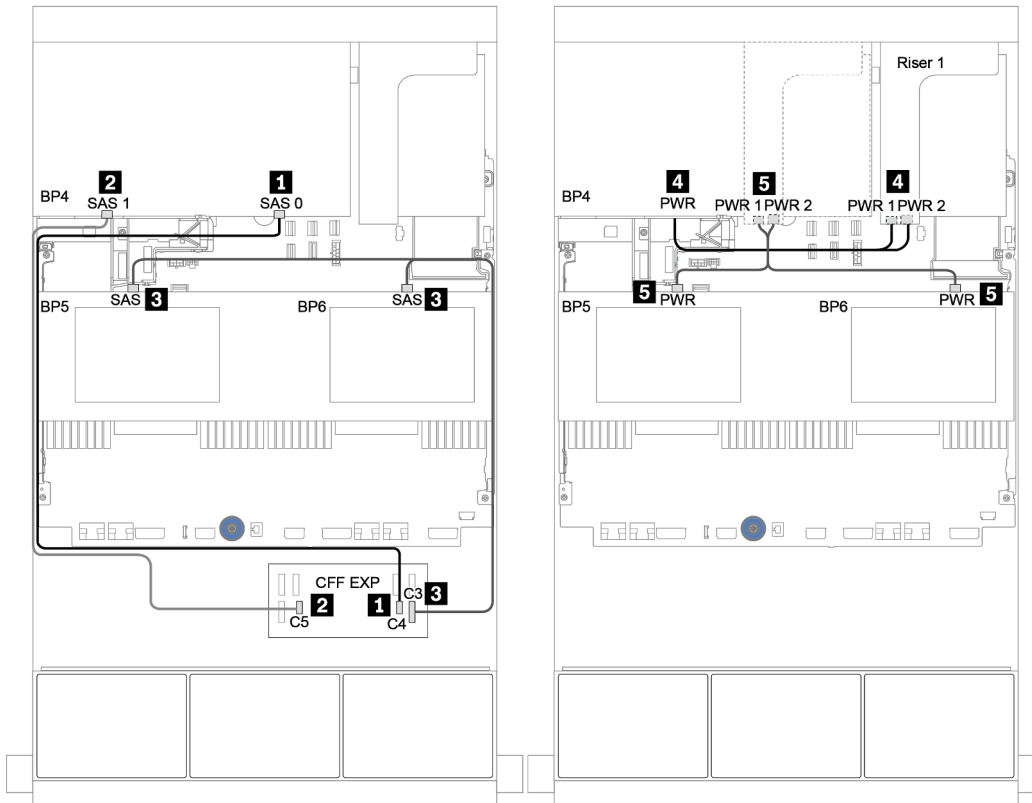 2 1
BP4 SAS 1 SAS 0
SAS 3 SAS 3
BP5 BP6
CFF EXP
C3 3
2 1
C5 C4
Riser 1
4 5 4
BP4 PWR PWR 1 PWR 2 PWR 1 PWR 2
5 PWR PWR 5
BP5 BP6